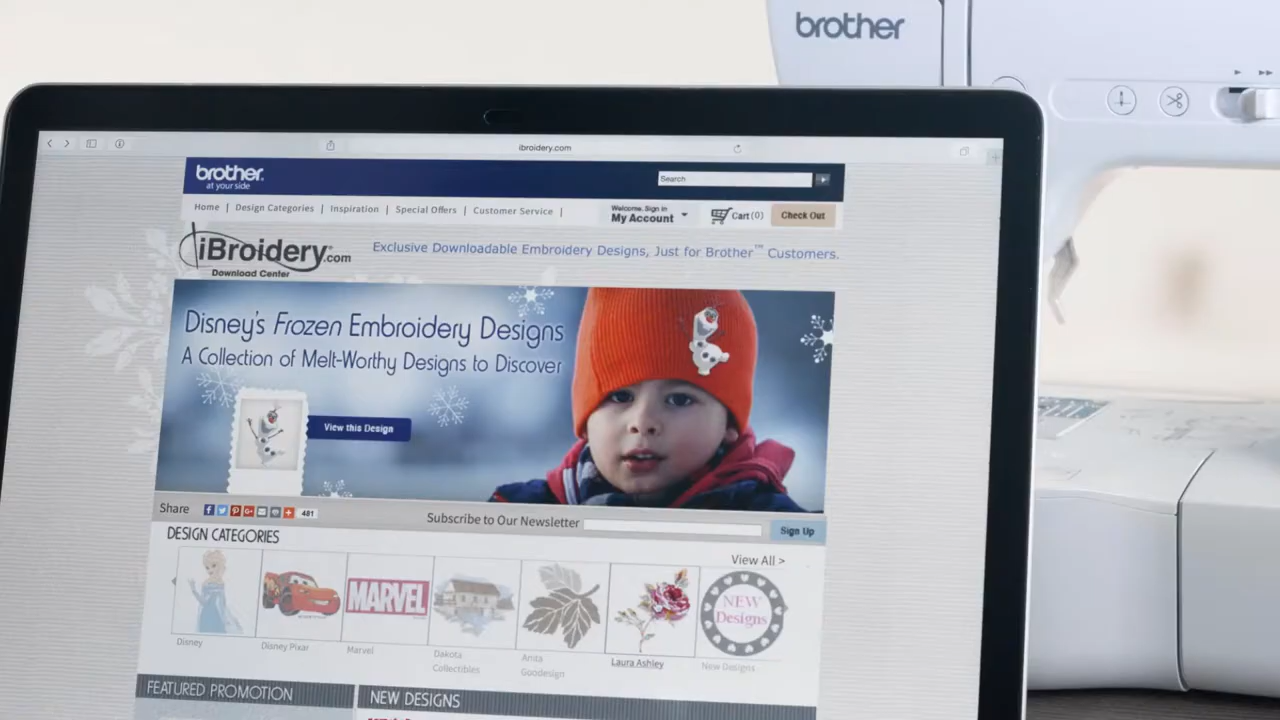 brother
ibroidery.com
brother
at your side
Search
Home | Design Categories | Inspiration | Special Offers | Customer Service |
Welcome. Sign In
My Account
Cart (0)
Check Out
iBroidery.com
Download Center
Exclusive Downloadable Embroidery Designs, Just for Brother™ Customers.
Disney's Frozen Embroidery Designs
A Collection of Melt-Worthy Designs to Discover
View this Design
Share
481
Subscribe to Our Newsletter
Sign Up
DESIGN CATEGORIES
View All >
MARVEL
NEW
Designs
Disney
Disney Pixar
Marvel
Dakota
Collectibles
Anita
Goodesign
Laura Ashley
New Designs
FEATURED PROMOTION
NEW DESIGNS